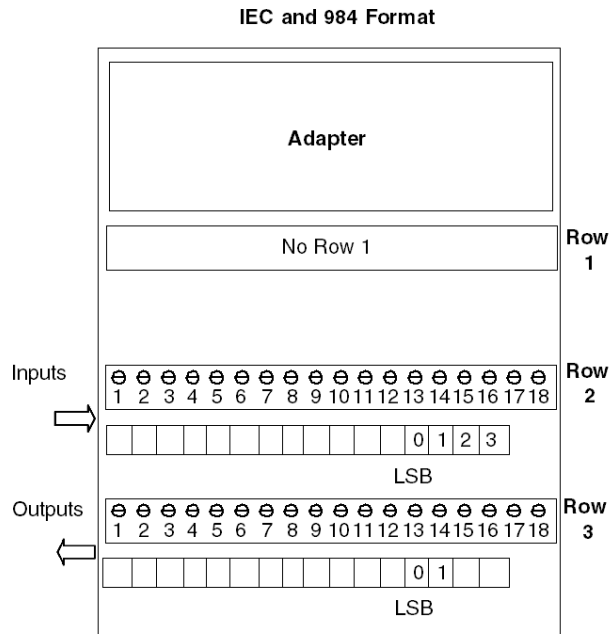 IEC and 984 Format
Adapter
No Row 1
Row
1
Inputs
1 2 3 4 5 6 7 8 9 10 11 12 13 14 15 16 17 18
Row
2
0 1 2 3
LSB
Outputs
1 2 3 4 5 6 7 8 9 10 11 12 13 14 15 16 17 18
Row
3
0 1
LSB